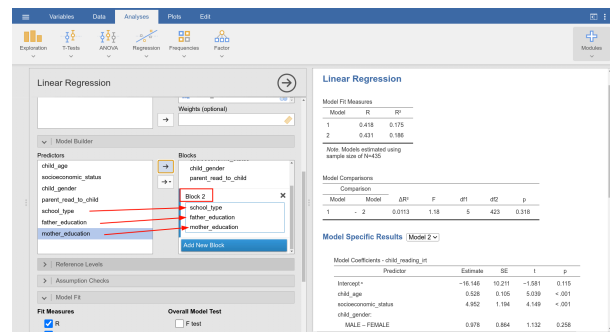 Variables Data Analyses Plots Edit
Exploration T-Tests ANOVA Regression Frequencies Factor Modules
Linear Regression
Weights (optional)
Model Builder
Predictors
child_age
socioeconomic_status
child_gender
parent_read_to_child
school_type
father_education
mother_education
Blocks
child_gender
parent_read_to_child
Block 2
school_type
father_education
mother_education
Add New Block
Reference Levels
Assumption Checks
Model Fit
Fit Measures Overall Model Test
R F test
Linear Regression
Model Fit Measures
Model R R²
1 0.418 0.175
2 0.431 0.186
Note. Models estimated using
sample size of N=435
Model Comparisons
Comparison
Model Model ΔR² F df1 df2 p
1 - 2 0.0113 1.18 5 423 0.318
Model Specific Results Model 2
Model Coefficients - child_reading_irt
Predictor Estimate SE t p
Intercept ᵃ −16.146 10.211 −1.581 0.115
child_age 0.528 0.105 5.039 < .001
socioeconomic_status 4.952 1.194 4.149 < .001
child_gender:
MALE – FEMALE 0.978 0.864 1.132 0.258